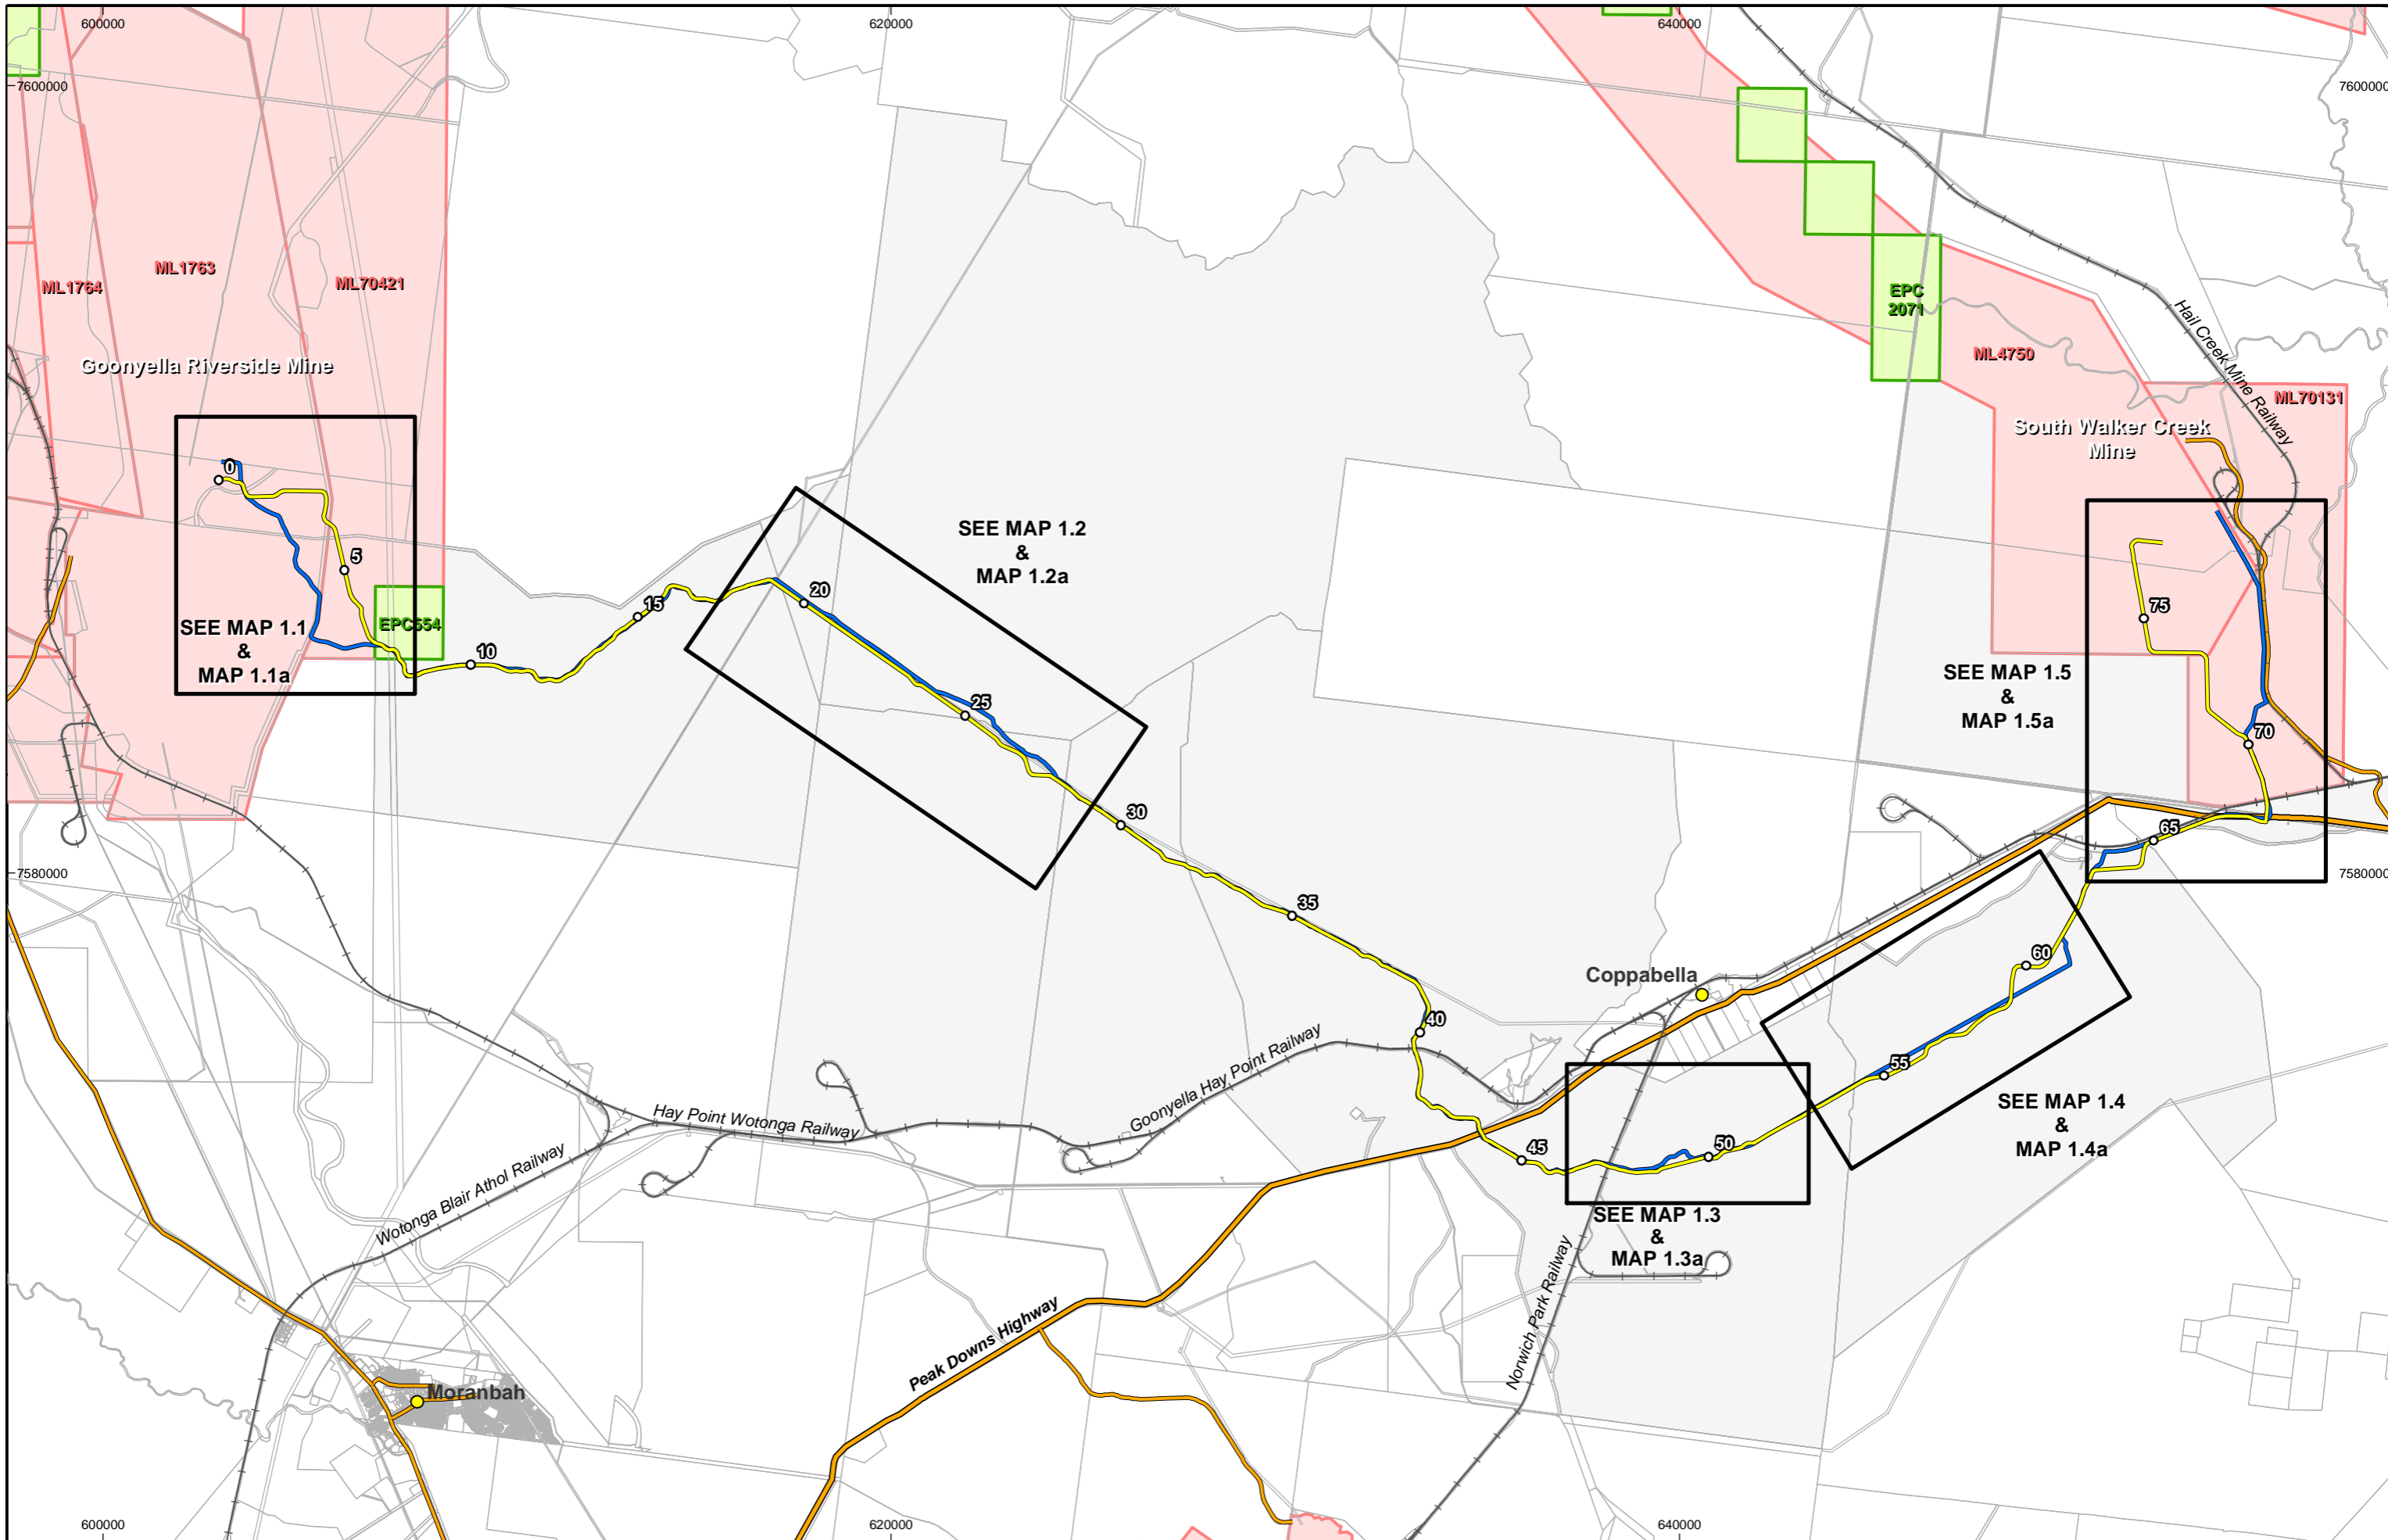 600000
620000
640000
7600000
7600000
ML1763
ML1764
ML70421
EPC
2071
Hail Creek Mine Railway
ML4750
Goonyella Riverside Mine
ML70131
South Walker Creek
Mine
0
SEE MAP 1.2
&
MAP 1.2a
5
20
75
15
SEE MAP 1.1
&
MAP 1.1a
EPC554
10
SEE MAP 1.5
&
MAP 1.5a
25
70
30
65
7580000
7580000
35
60
Coppabella
40
Goonyella Hay Point Railway
55
Hay Point Wotonga Railway
SEE MAP 1.4
&
MAP 1.4a
45
50
Wotonga Blair Athol Railway
SEE MAP 1.3
&
MAP 1.3a
Norwich Park Railway
Peak Downs Highway
Moranbah
600000
620000
640000